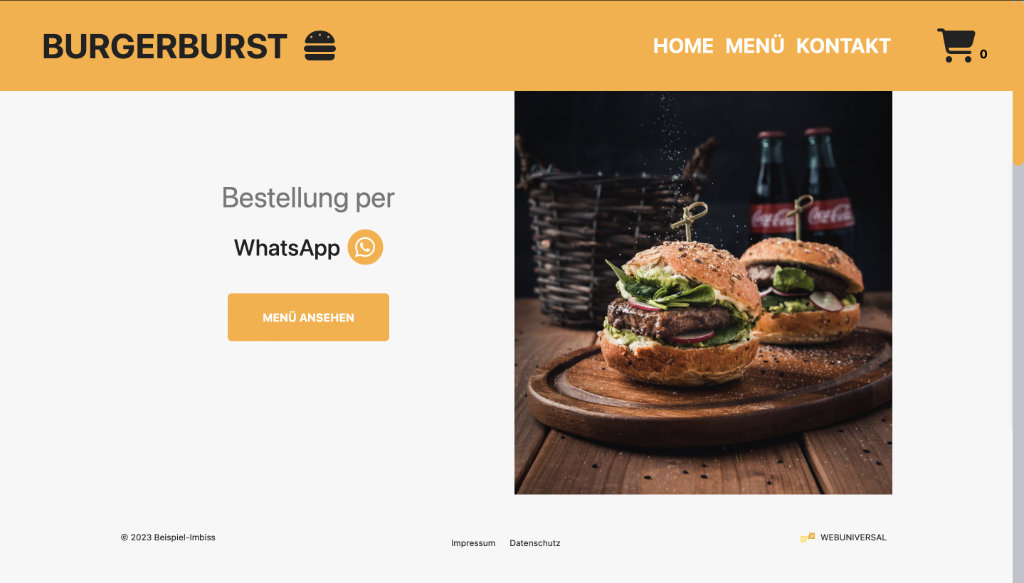 BURGERBURST
HOME MENÜ KONTAKT
0
Bestellung per
WhatsApp
MENÜ ANSEHEN
Coca-Cola
Coca-Cola
© 2023 Beispiel-Imbiss
Impressum Datenschutz
WEBUNIVERSAL